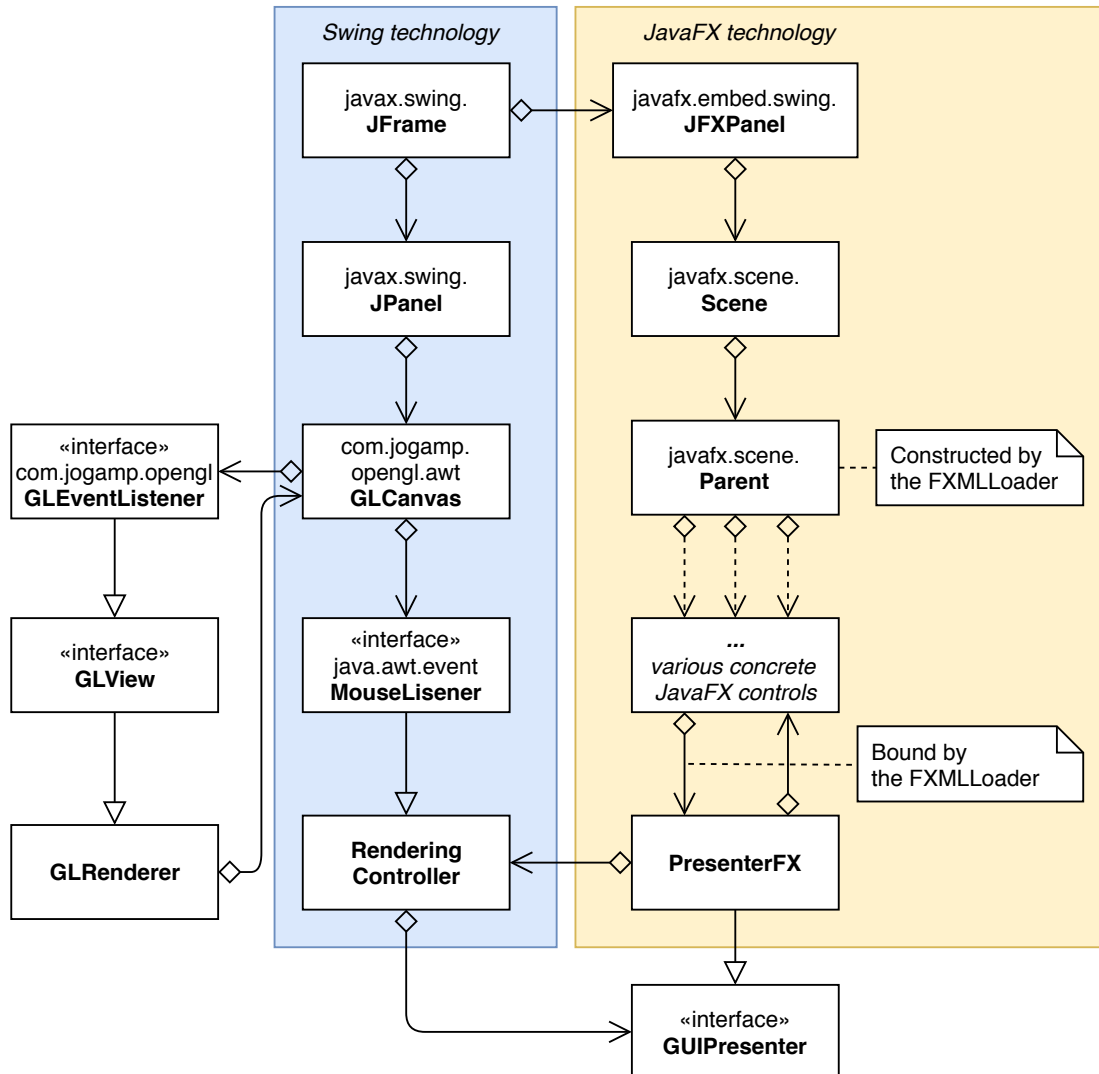 Swing technology
JavaFX technology
javax.swing.
JFrame
javafx.embed.swing.
JFXPanel
javax.swing.
JPanel
javafx.scene.
Scene
«interface»
com.jogamp.opengl
GLEventListener
com.jogamp.
opengl.awt
GLCanvas
javafx.scene.
Parent
Constructed by
the FXMLLoader
«interface»
GLView
«interface»
java.awt.event
MouseLisener
...
various concrete
JavaFX controls
Bound by
the FXMLLoader
GLRenderer
Rendering
Controller
PresenterFX
«interface»
GUIPresenter